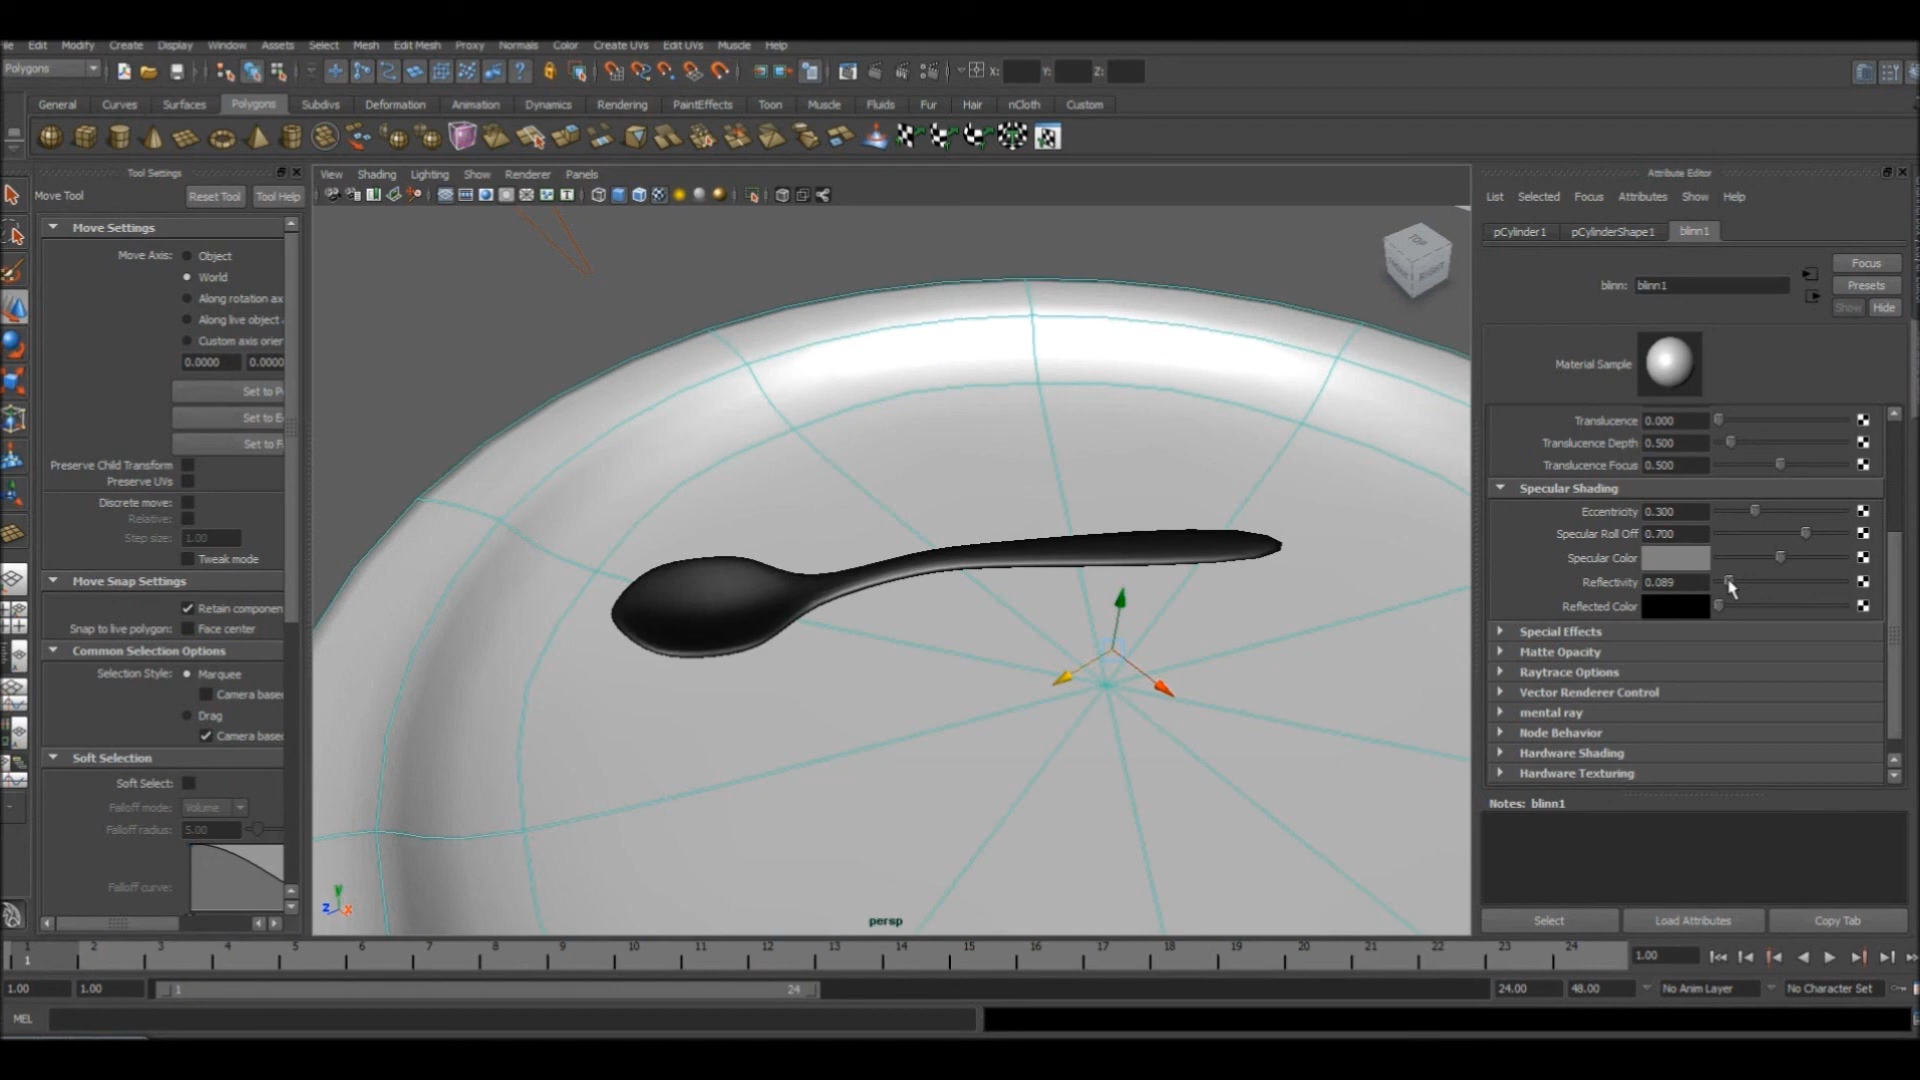 Edit Modify Create Display Window Assets Select Mesh Edit Mesh Proxy Normals Color Create UVs Edit UVs Muscle Help
Polygons X: Y: Z:
General Curves Surfaces Polygons Subdivs Deformation Animation Dynamics Rendering PaintEffects Toon Muscle Fluids Fur Hair nCloth Custom
Tool Settings
Move Tool Reset Tool Tool Help
Move Settings
Move Axis: Object
World
Along rotation ax
Along live object
Custom axis orien
0.0000 0.0000
Set to P
Set to E
Set to F
Preserve Child Transform
Preserve UVs
Discrete move:
Relative:
Step size: 1.00
Tweak mode
Move Snap Settings
Retain componen
Snap to live polygon: Face center
Common Selection Options
Selection Style: Marquee
Camera based
Drag
Camera based
Soft Selection
Soft Select:
Falloff mode: Volume
Falloff radius: 5.00
Falloff curve:
View Shading Lighting Show Renderer Panels
TOP
RIGHT
y
z x
persp
Attribute Editor
List Selected Focus Attributes Show Help
pCylinder1 pCylinderShape1 blinn1
Focus
blinn: blinn1 Presets
Show Hide
Material Sample
Translucence 0.000
Translucence Depth 0.500
Translucence Focus 0.500
Specular Shading
Eccentricity 0.300
Specular Roll Off 0.700
Specular Color
Reflectivity 0.089
Reflected Color
Special Effects
Matte Opacity
Raytrace Options
Vector Renderer Control
mental ray
Node Behavior
Hardware Shading
Hardware Texturing
Notes: blinn1
Select Load Attributes Copy Tab
1 2 3 4 5 6 7 8 9 10 11 12 13 14 15 16 17 18 19 20 21 22 23 24
1 1.00
1.00 1.00 1 24 24.00 48.00 No Anim Layer No Character Set
MEL